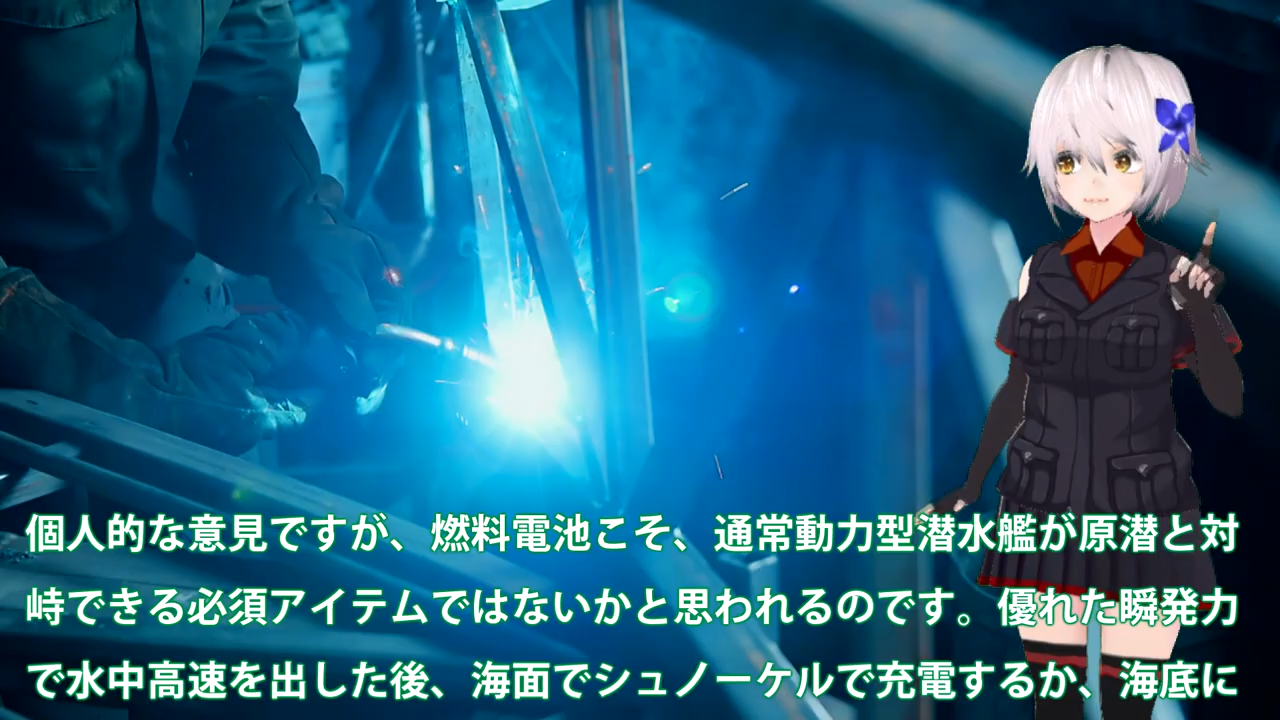 個人的な意見ですが、燃料電池こそ、通常動力型潜水艦が原潜と対
峙できる必須アイテムではないかと思われるのです。優れた瞬発力
で水中高速を出した後、海面でシュノーケルで充電するか、海底に